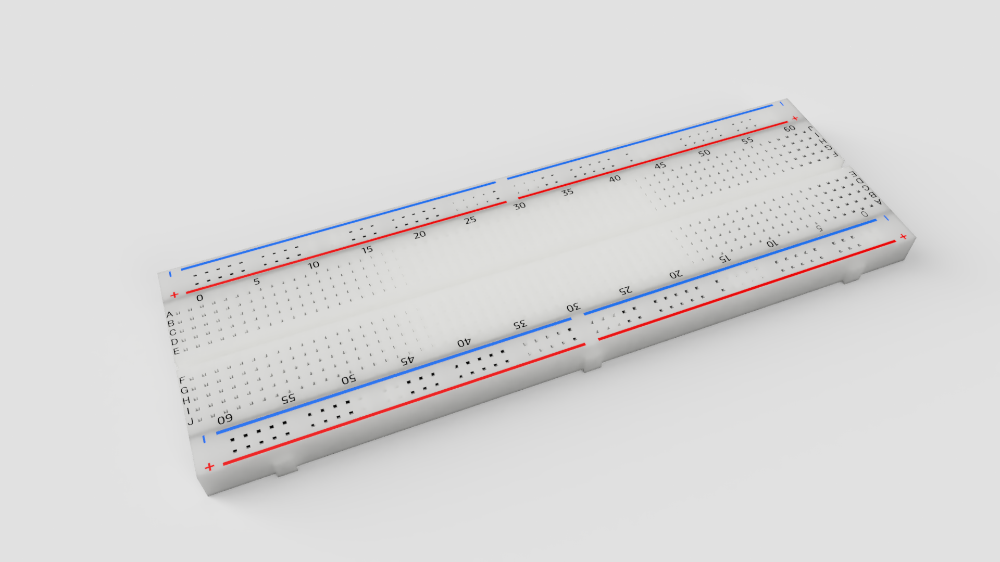 - -
+ +
0 5 10 15 20 25 30 35 40 45 50 55 60
A J
B I
C H
D G
E F
F E
G D
H C
I B
J A
60 55 50 45 40 35 30 25 20 15 10 5 0
- -
+ +